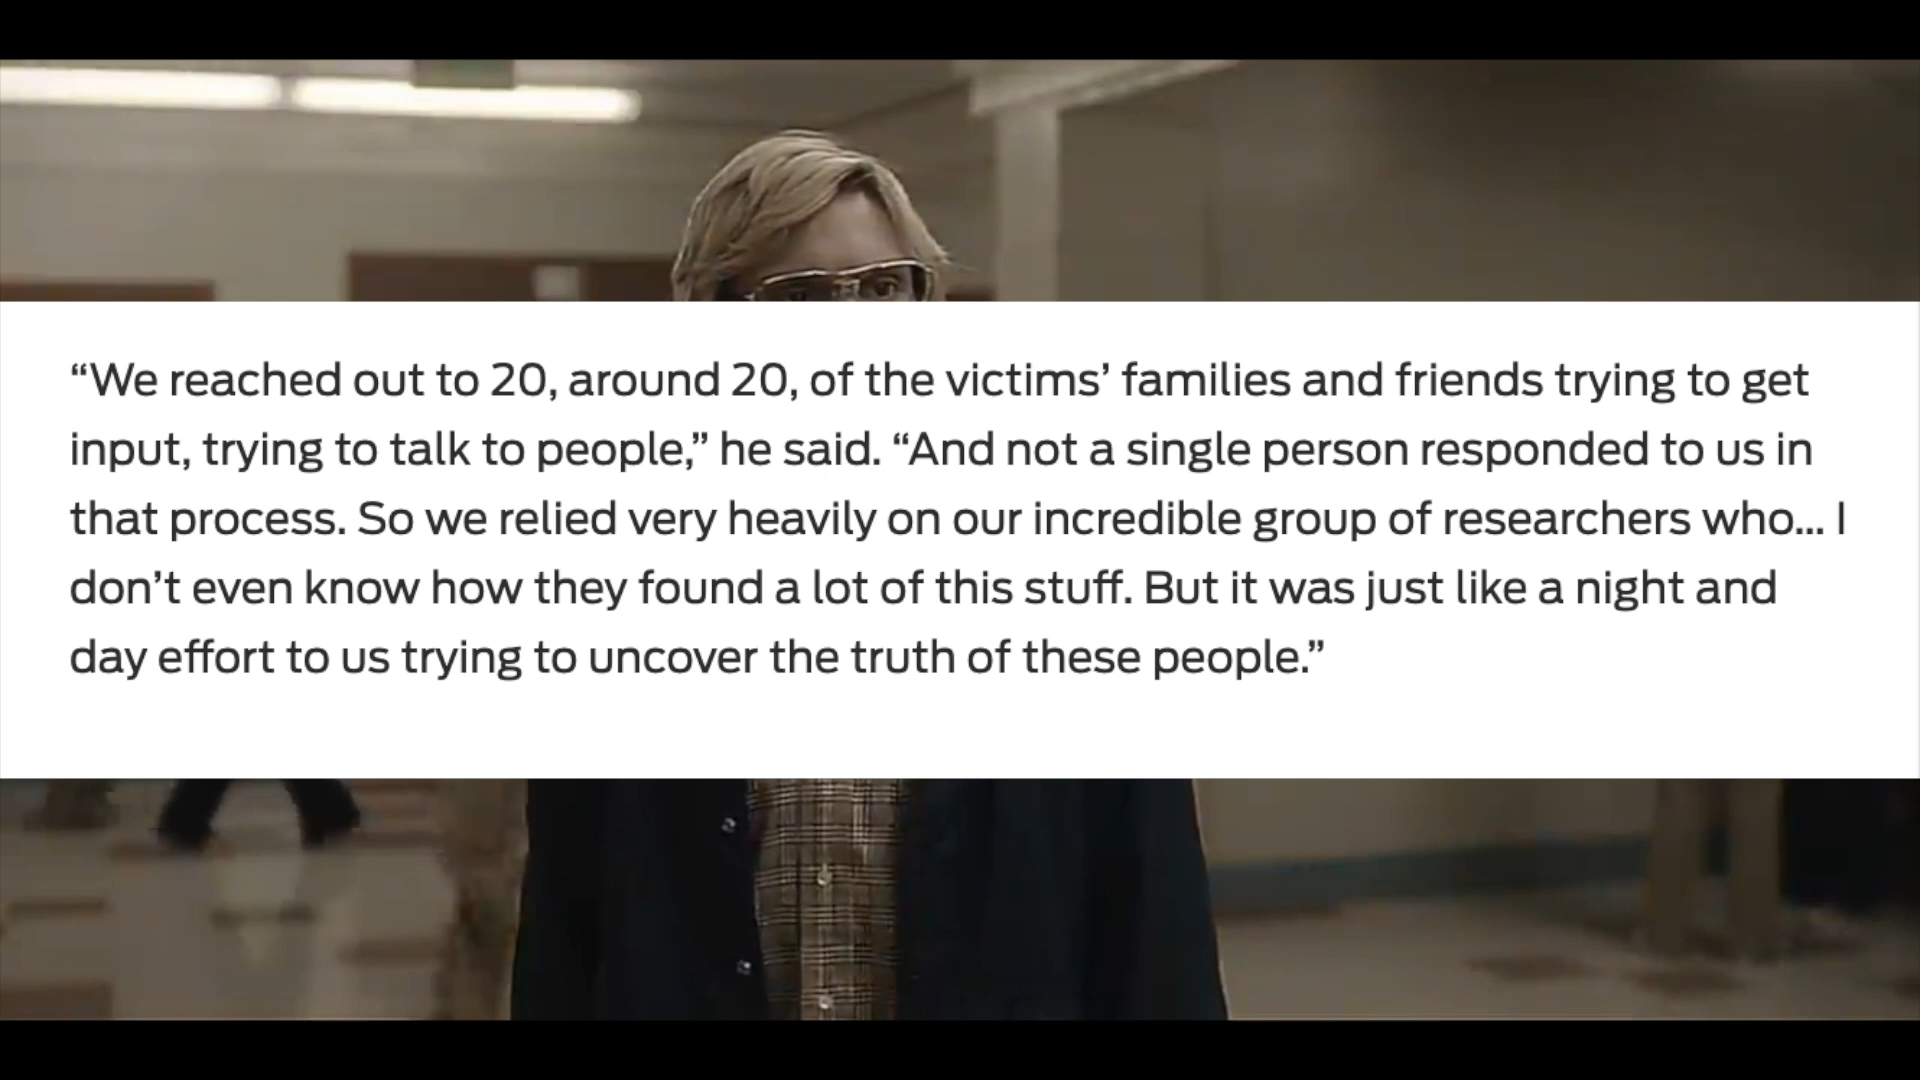 “We reached out to 20, around 20, of the victims’ families and friends trying to get
input, trying to talk to people,” he said. “And not a single person responded to us in
that process. So we relied very heavily on our incredible group of researchers who... I
don’t even know how they found a lot of this stuff. But it was just like a night and
day effort to us trying to uncover the truth of these people.”